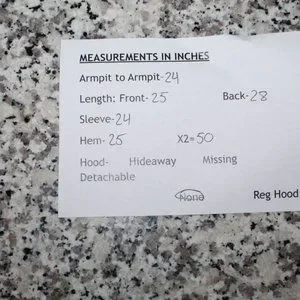 MEASUREMENTS IN INCHES
Armpit to Armpit-24
Length: Front-25 Back-28
Sleeve-24
Hem-25 X2=50
Hood- Hideaway Missing
Detachable
None Reg Hood